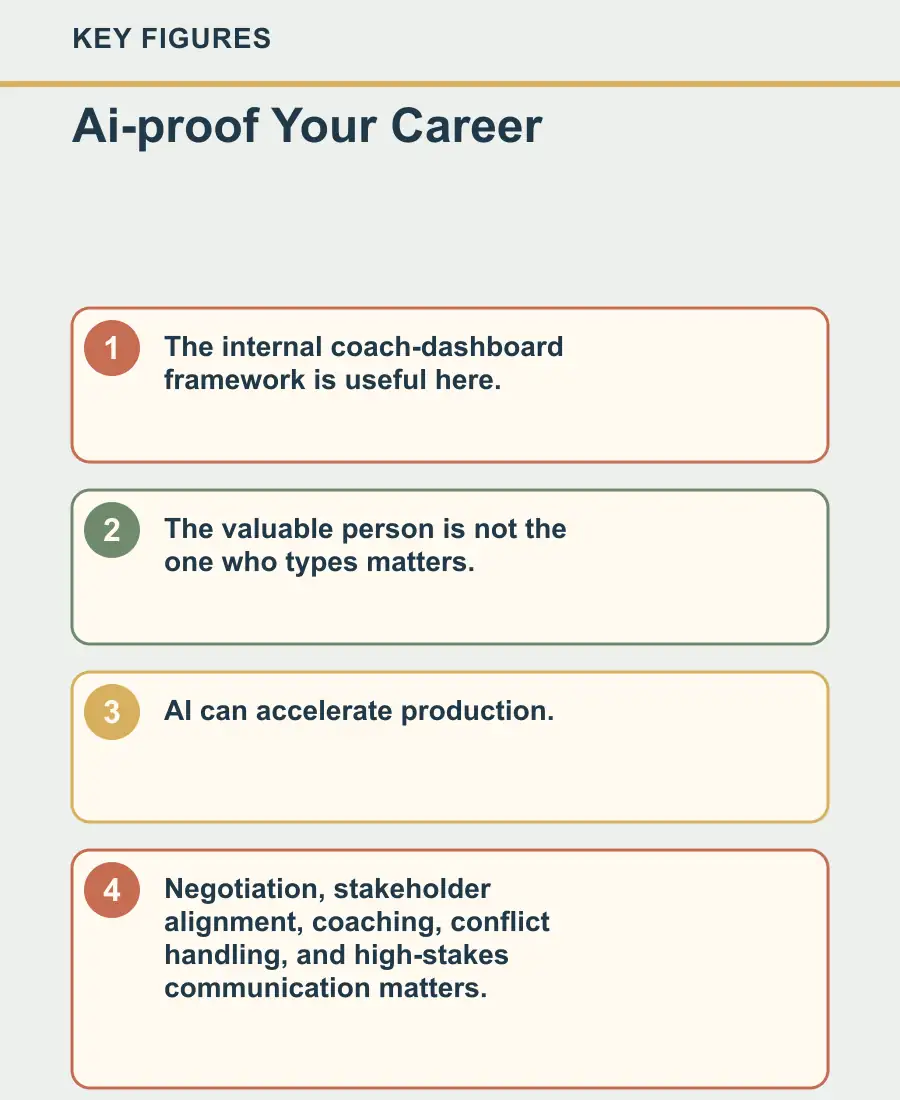 KEY FIGURES
Ai-proof Your Career
1
The internal coach-dashboard
framework is useful here.
2
The valuable person is not the
one who types matters.
3
AI can accelerate production.
4
Negotiation, stakeholder
alignment, coaching, conflict
handling, and high-stakes
communication matters.